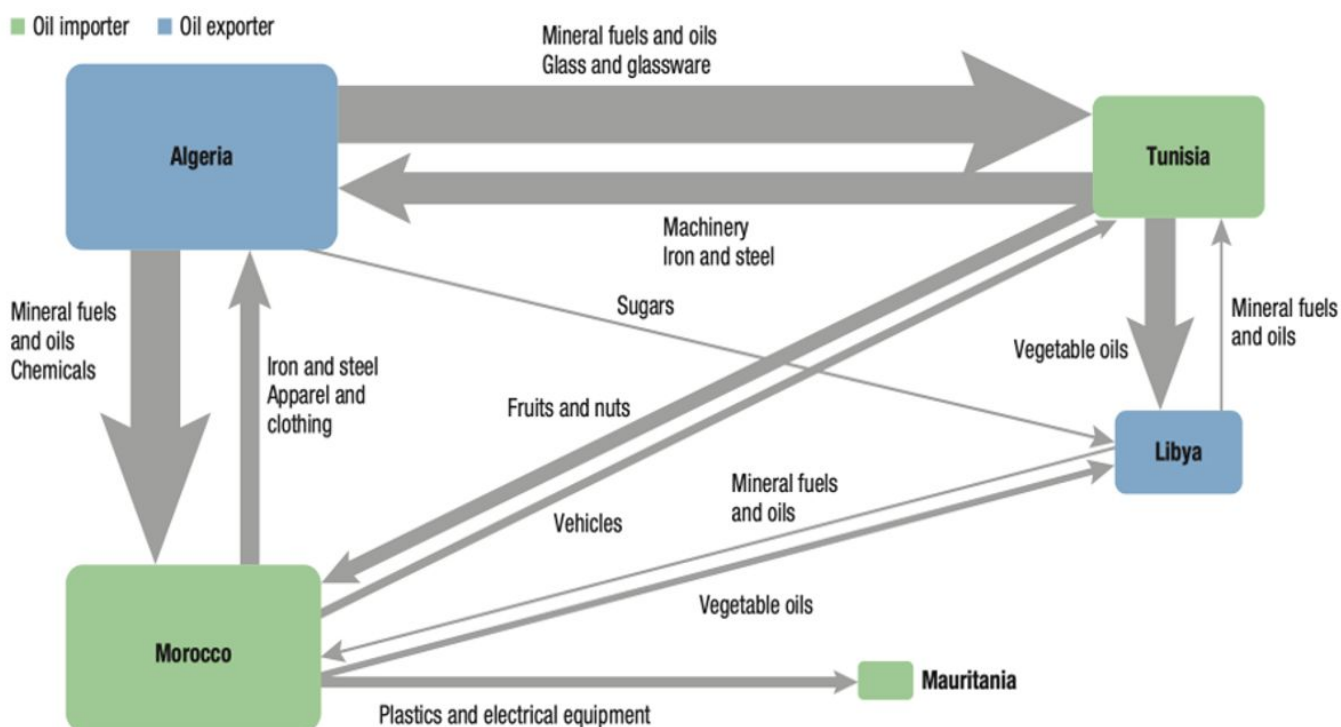 Oil importer
Oil exporter
Mineral fuels and oils
Glass and glassware
Algeria
Tunisia
Machinery
Iron and steel
Sugars
Mineral fuels
and oils
Chemicals
Iron and steel
Apparel and
clothing
Fruits and nuts
Vegetable oils
Mineral fuels
and oils
Libya
Mineral fuels
and oils
Vehicles
Vegetable oils
Morocco
Mauritania
Plastics and electrical equipment